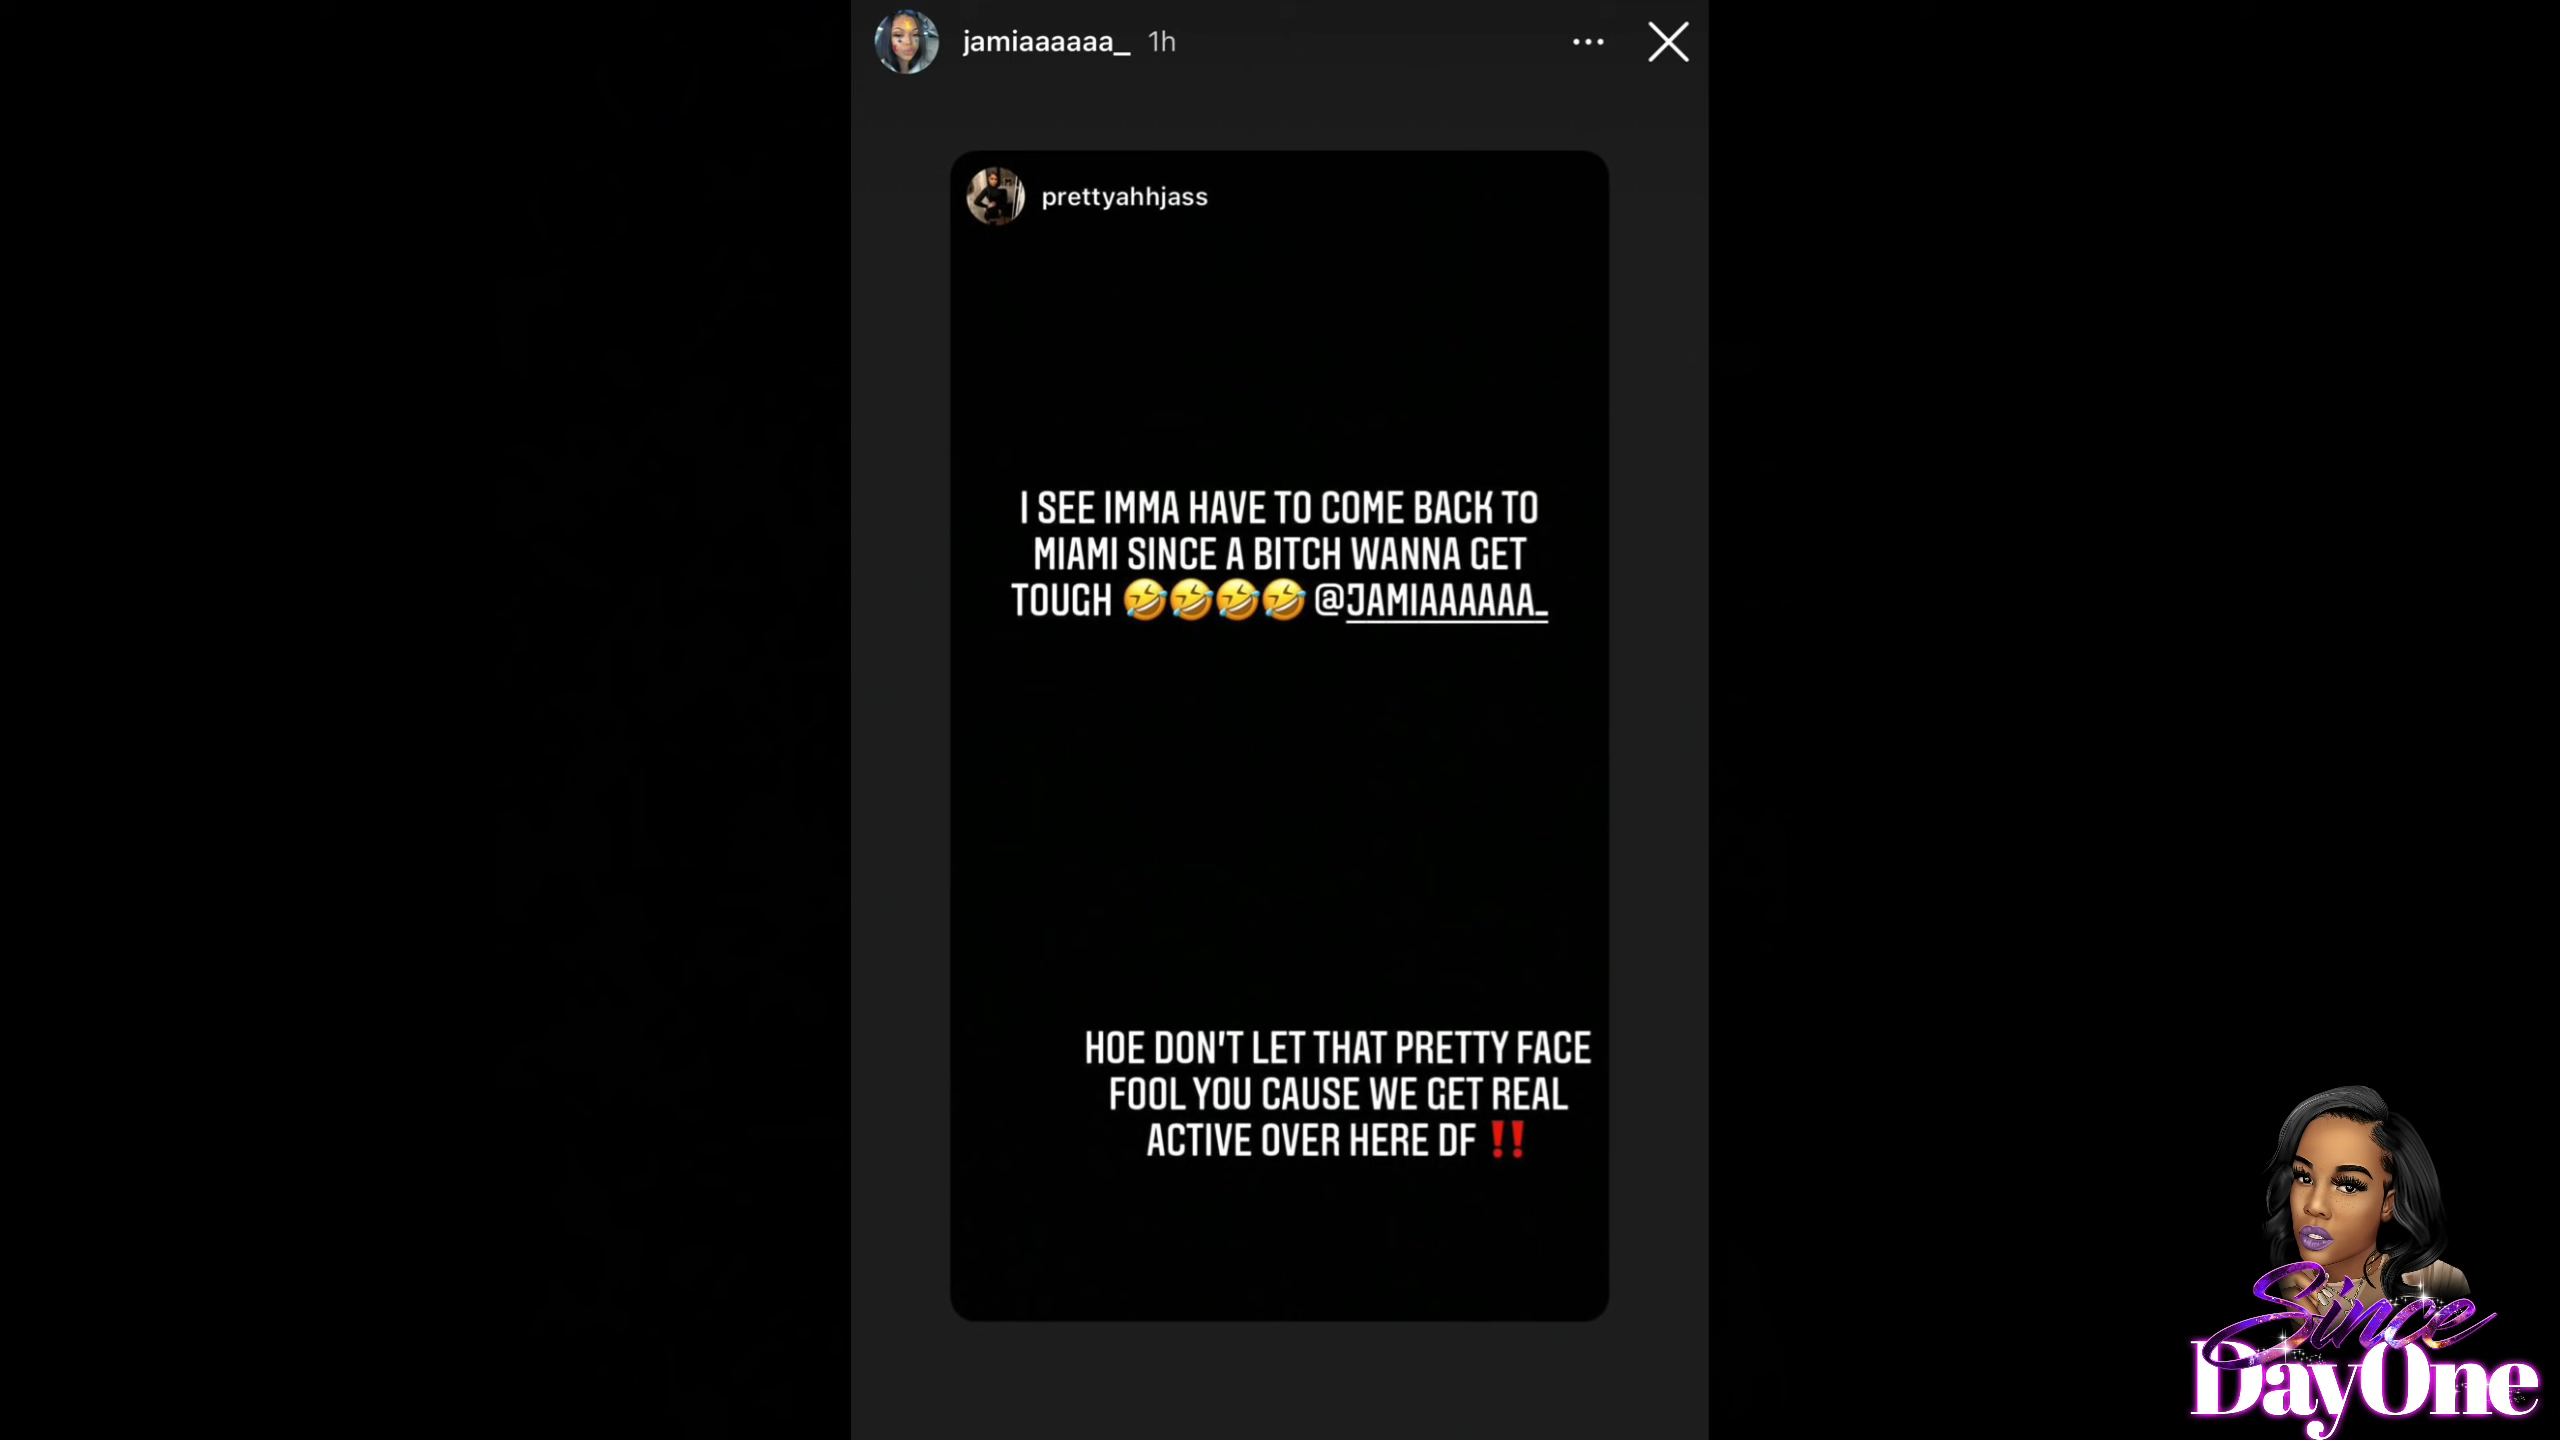 jamiaaaaaa_ 1h
prettyahhjass
I SEE IMMA HAVE TO COME BACK TO
MIAMI SINCE A BITCH WANNA GET
TOUGH 🤣🤣🤣🤣 @JAMIAAAAAA_
HOE DON'T LET THAT PRETTY FACE
FOOL YOU CAUSE WE GET REAL
ACTIVE OVER HERE DF ‼️
Since
DayOne